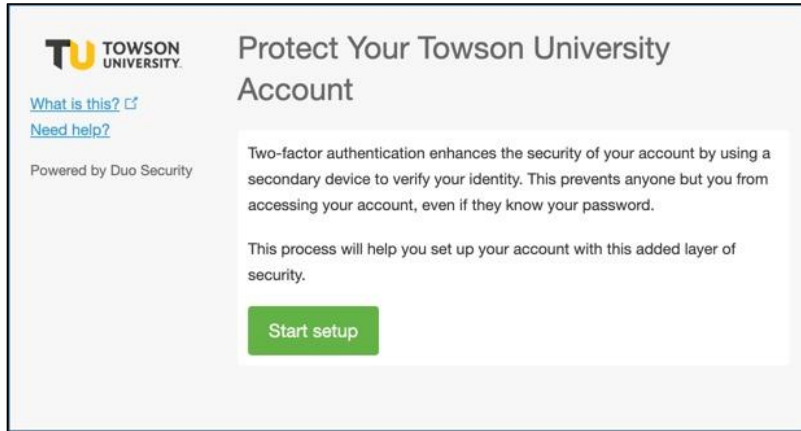 TU TOWSON
UNIVERSITY.
What is this?
Need help?
Powered by Duo Security
Protect Your Towson University
Account
Two-factor authentication enhances the security of your account by using a
secondary device to verify your identity. This prevents anyone but you from
accessing your account, even if they know your password.
This process will help you set up your account with this added layer of
security.
Start setup